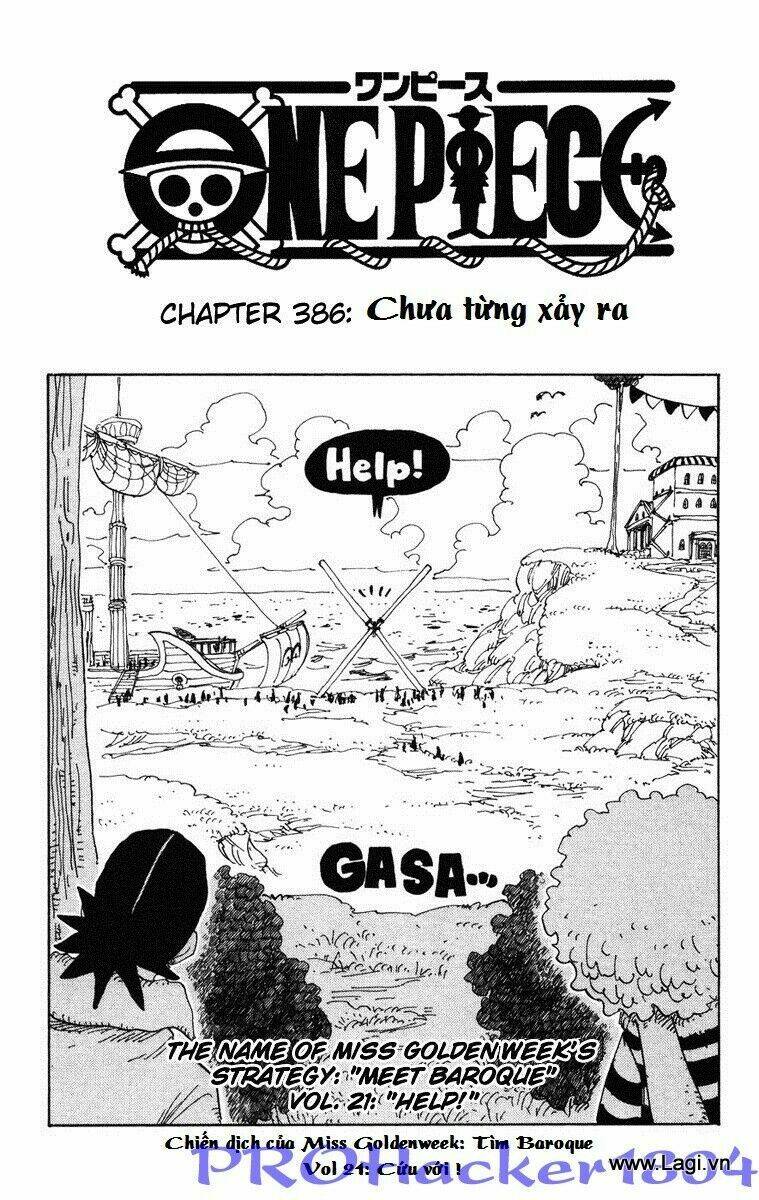 ワンピース
ONE PIECE
CHAPTER 386: Chưa từng xảy ra
Help!
GASA...
THE NAME OF MISS GOLDENWEEK'S
STRATEGY: "MEET BAROQUE"
VOL. 21: "HELP!"
Chiến dịch của Miss Goldenweek: Tìm Baroque
Vol 21: Cứu với !
PROHacker1804
www.Lagi.vn